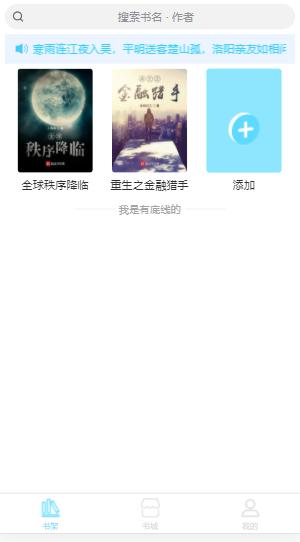 搜索书名 · 作者
寒雨连江夜入吴，平明送客楚山孤。洛阳亲友如相问
秩序降临
金融猎手
全球秩序降临
重生之金融猎手
添加
我是有底线的
书架
书城
我的